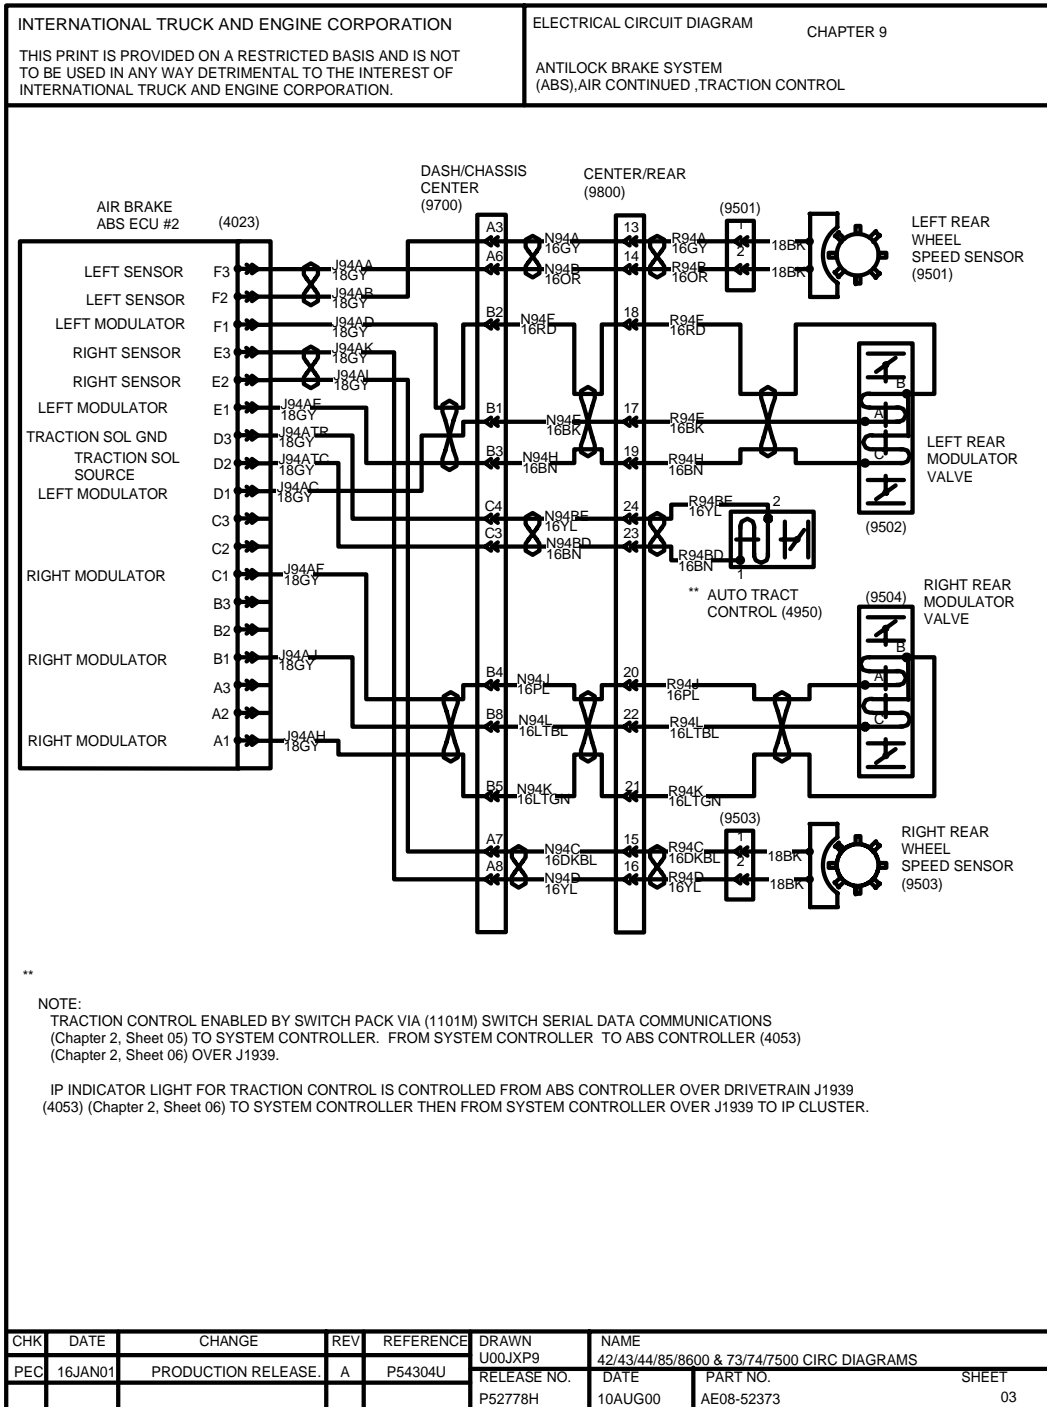 INTERNATIONAL TRUCK AND ENGINE CORPORATION
THIS PRINT IS PROVIDED ON A RESTRICTED BASIS AND IS NOT
TO BE USED IN ANY WAY DETRIMENTAL TO THE INTEREST OF
INTERNATIONAL TRUCK AND ENGINE CORPORATION.
ELECTRICAL CIRCUIT DIAGRAM
CHAPTER 9
ANTILOCK BRAKE SYSTEM
(ABS),AIR CONTINUED ,TRACTION CONTROL
AIR BRAKE
ABS ECU #2
(4023)
DASH/CHASSIS
CENTER
(9700)
CENTER/REAR
(9800)
(9501)
LEFT REAR
WHEEL
SPEED SENSOR
(9501)
LEFT SENSOR F3 J94AA
18GY
LEFT SENSOR F2 J94AB
18GY
LEFT MODULATOR F1 J94AD
18GY
RIGHT SENSOR E3 J94AK
18GY
RIGHT SENSOR E2 J94AL
18GY
LEFT MODULATOR E1 J94AE
18GY
TRACTION SOL GND D3 J94ATR
18GY
TRACTION SOL
SOURCE
D2 J94ATC
18GY
LEFT MODULATOR D1 J94AC
18GY
C3
C2
RIGHT MODULATOR C1 J94AF
18GY
B3
B2
RIGHT MODULATOR B1 J94AJ
18GY
A3
A2
RIGHT MODULATOR A1 J94AH
18GY
A3 N94A
16GY
13 R94A
16GY
1 18BK
A6 N94B
16OR
14 R94B
16OR
2 18BK
B2 N94F
16RD
18 R94F
16RD
B1 N94E
16BK
17 R94E
16BK
B3 N94H
16BN
19 R94H
16BN
B
A
C
LEFT REAR
MODULATOR
VALVE
(9502)
C4 N94BE
16YL
24 R94BE
16YL
2
C3 N94BD
16BN
23 R94BD
16BN
1
** AUTO TRACT
CONTROL (4950)
(9504)
RIGHT REAR
MODULATOR
VALVE
B
A
C
B4 N94J
16PL
20 R94J
16PL
B8 N94L
16LTBL
22 R94L
16LTBL
B5 N94K
16LTGN
21 R94K
16LTGN
(9503)
A7 N94C
16DKBL
15 R94C
16DKBL
1 18BK
A8 N94D
16YL
16 R94D
16YL
2 18BK
RIGHT REAR
WHEEL
SPEED SENSOR
(9503)
**
NOTE:
TRACTION CONTROL ENABLED BY SWITCH PACK VIA (1101M) SWITCH SERIAL DATA COMMUNICATIONS
(Chapter 2, Sheet 05) TO SYSTEM CONTROLLER. FROM SYSTEM CONTROLLER TO ABS CONTROLLER (4053)
(Chapter 2, Sheet 06) OVER J1939.
IP INDICATOR LIGHT FOR TRACTION CONTROL IS CONTROLLED FROM ABS CONTROLLER OVER DRIVETRAIN J1939
(4053) (Chapter 2, Sheet 06) TO SYSTEM CONTROLLER THEN FROM SYSTEM CONTROLLER OVER J1939 TO IP CLUSTER.
CHK DATE CHANGE REV REFERENCE
PEC 16JAN01 PRODUCTION RELEASE. A P54304U
DRAWN
U00JXP9
NAME
42/43/44/85/8600 & 73/74/7500 CIRC DIAGRAMS
RELEASE NO.
P52778H
DATE
10AUG00
PART NO.
AE08-52373
SHEET
03